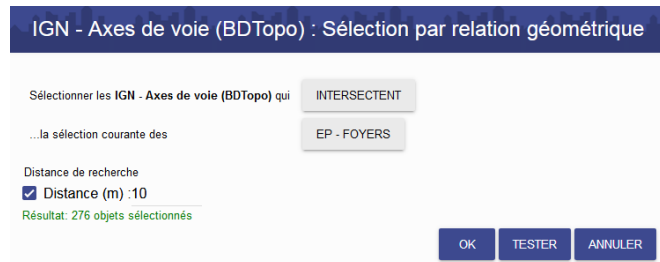 IGN - Axes de voie (BDTopo) : Sélection par relation géométrique
Sélectionner les IGN - Axes de voie (BDTopo) qui INTERSECTENT
...la sélection courante des EP - FOYERS
Distance de recherche
Distance (m) :10
Résultat: 276 objets sélectionnés
OK TESTER ANNULER